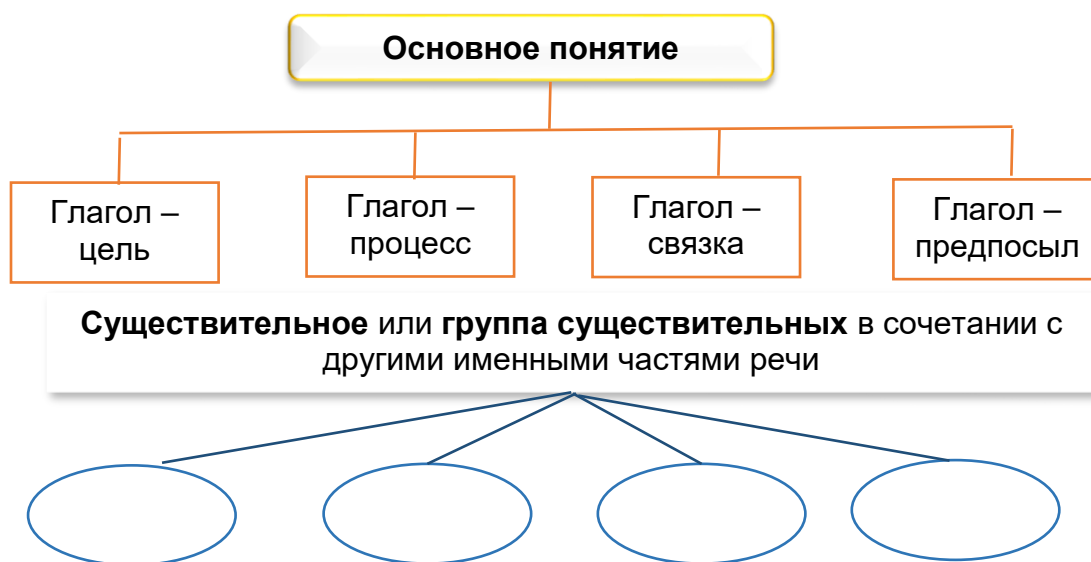 Основное понятие
Глагол –
цель
Глагол –
процесс
Глагол –
связка
Глагол –
предпосыл
Существительное или группа существительных в сочетании с
другими именными частями речи